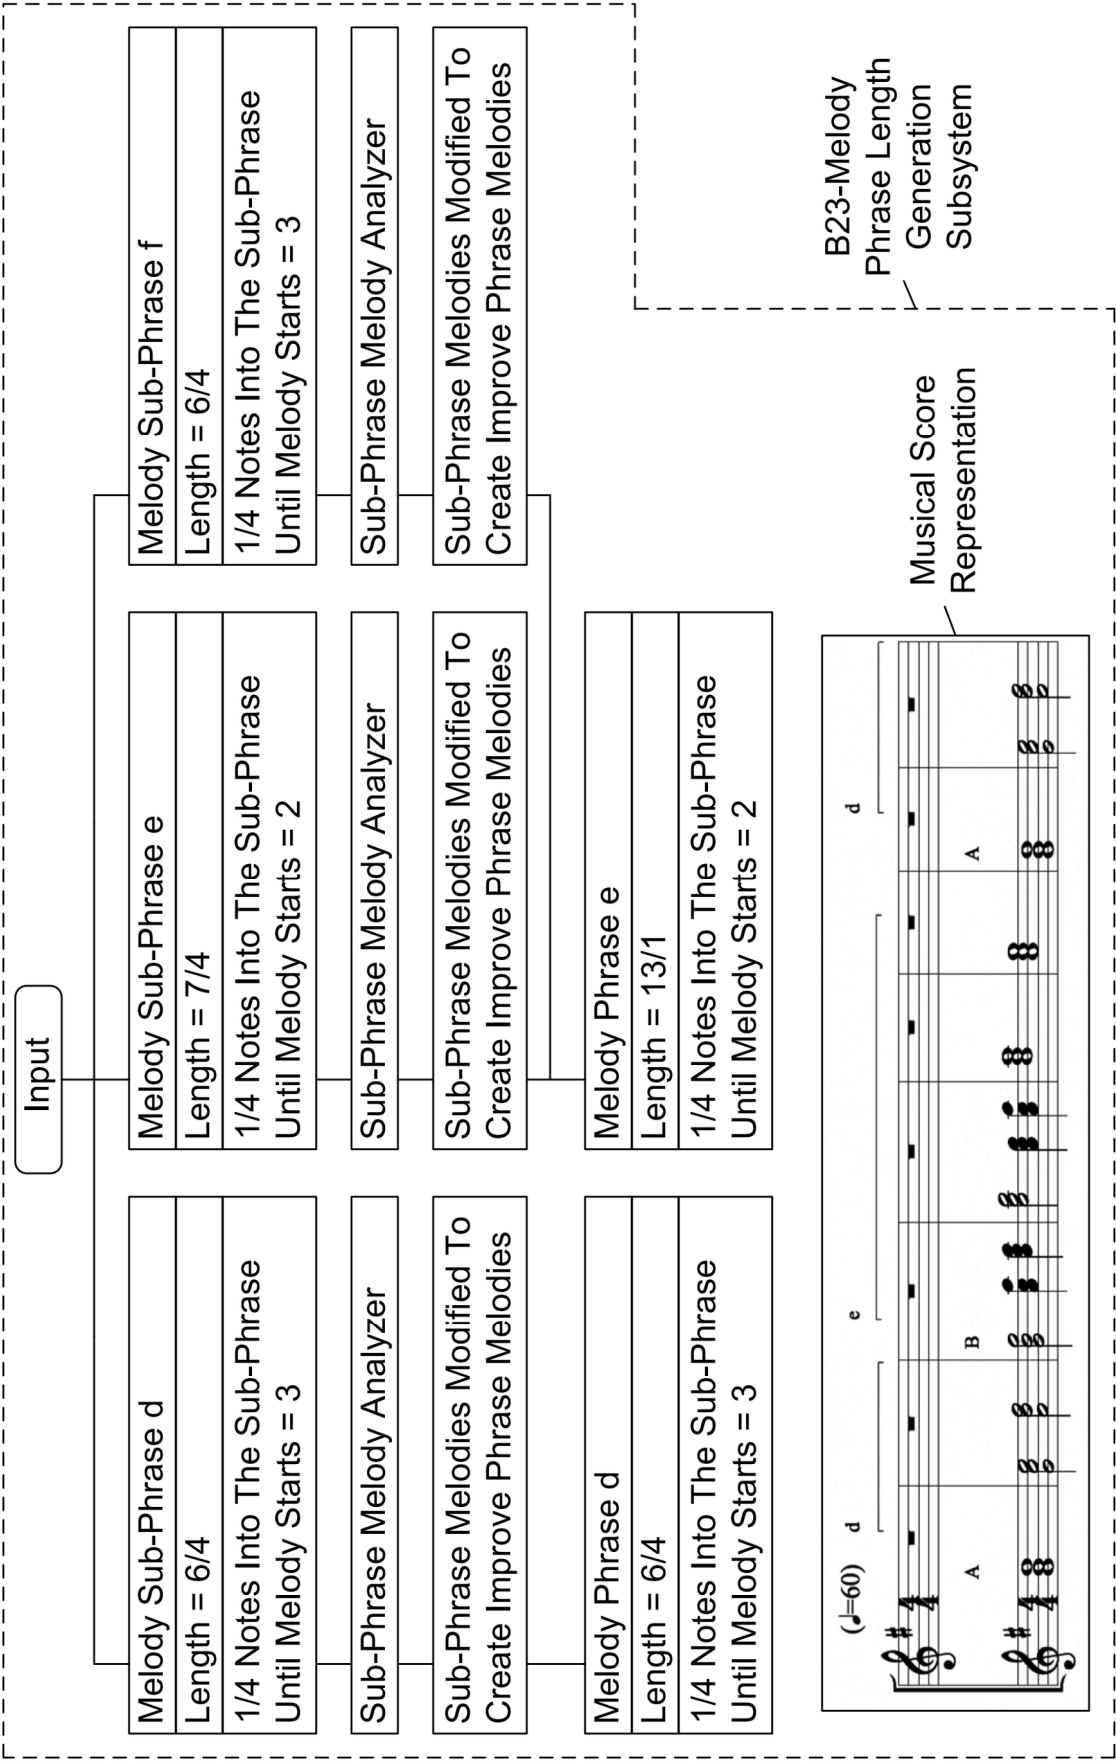 Input
Melody Sub-Phrase d
Length = 6/4
1/4 Notes Into The Sub-Phrase
Until Melody Starts = 3
Sub-Phrase Melody Analyzer
Sub-Phrase Melodies Modified To
Create Improve Phrase Melodies
Melody Phrase d
Length = 6/4
1/4 Notes Into The Sub-Phrase
Until Melody Starts = 3
Melody Sub-Phrase e
Length = 7/4
1/4 Notes Into The Sub-Phrase
Until Melody Starts = 2
Sub-Phrase Melody Analyzer
Sub-Phrase Melodies Modified To
Create Improve Phrase Melodies
Melody Phrase e
Length = 13/1
1/4 Notes Into The Sub-Phrase
Until Melody Starts = 2
Melody Sub-Phrase f
Length = 6/4
1/4 Notes Into The Sub-Phrase
Until Melody Starts = 3
Sub-Phrase Melody Analyzer
Sub-Phrase Melodies Modified To
Create Improve Phrase Melodies
(♩=60)
d e d
4
4
A B A
4
4
Musical Score
Representation
B23-Melody
Phrase Length
Generation
Subsystem